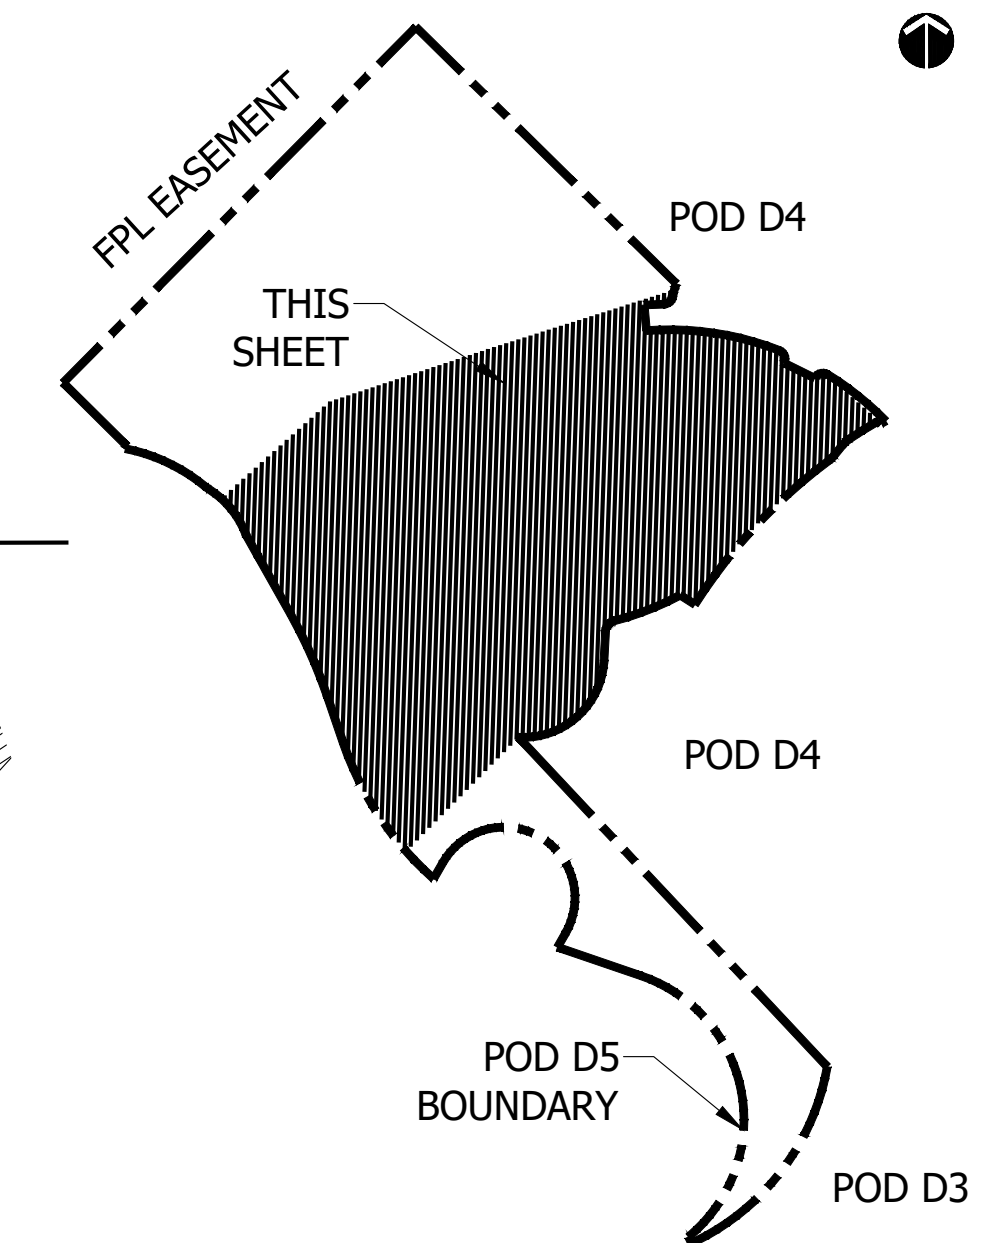 FPL EASEMENT
POD D4
THIS
SHEET
POD D4
POD D5
BOUNDARY
POD D3